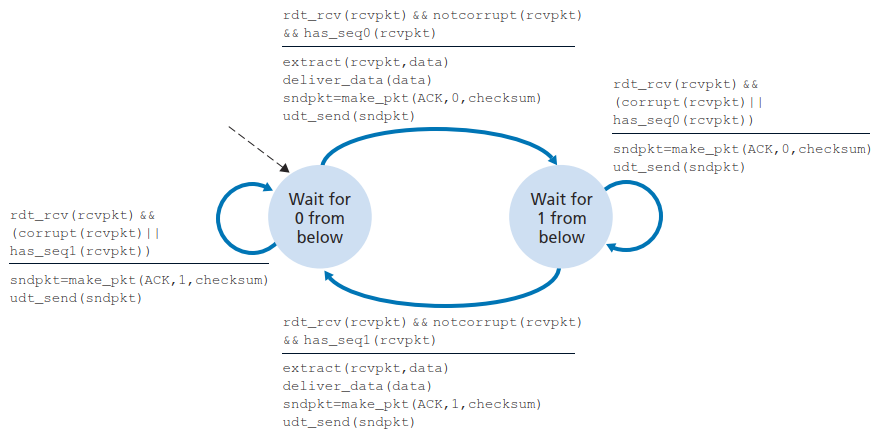 rdt_rcv(rcvpkt) && notcorrupt(rcvpkt)
&& has_seq0(rcvpkt)
extract(rcvpkt,data)
deliver_data(data)
sndpkt=make_pkt(ACK,0,checksum)
udt_send(sndpkt)
rdt_rcv(rcvpkt) &&
(corrupt(rcvpkt)||
has_seq0(rcvpkt))
sndpkt=make_pkt(ACK,0,checksum)
udt_send(sndpkt)
Wait for
0 from
below
Wait for
1 from
below
rdt_rcv(rcvpkt) &&
(corrupt(rcvpkt)||
has_seq1(rcvpkt))
sndpkt=make_pkt(ACK,1,checksum)
udt_send(sndpkt)
rdt_rcv(rcvpkt) && notcorrupt(rcvpkt)
&& has_seq1(rcvpkt)
extract(rcvpkt,data)
deliver_data(data)
sndpkt=make_pkt(ACK,1,checksum)
udt_send(sndpkt)